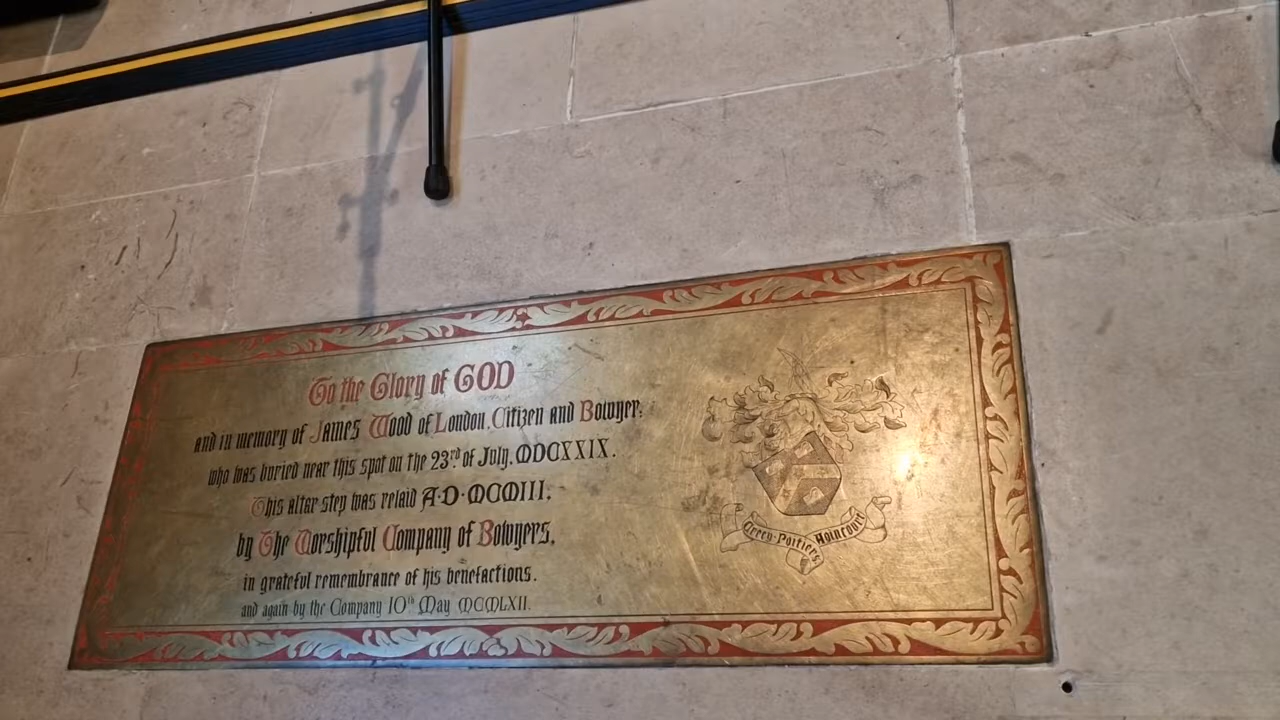 To the Glory of GOD
and in memory of James Wood of London, Citizen and Bowyer;
who was buried near this spot on the 23rd of July, MDCXXIX.
This altar step was relaid A·D·MCMIII,
by The Worshipful Company of Bowyers,
in grateful remembrance of his benefactions.
and again by the Company 10th May MCMLXII.
Crecy-Poitiers Agincourt